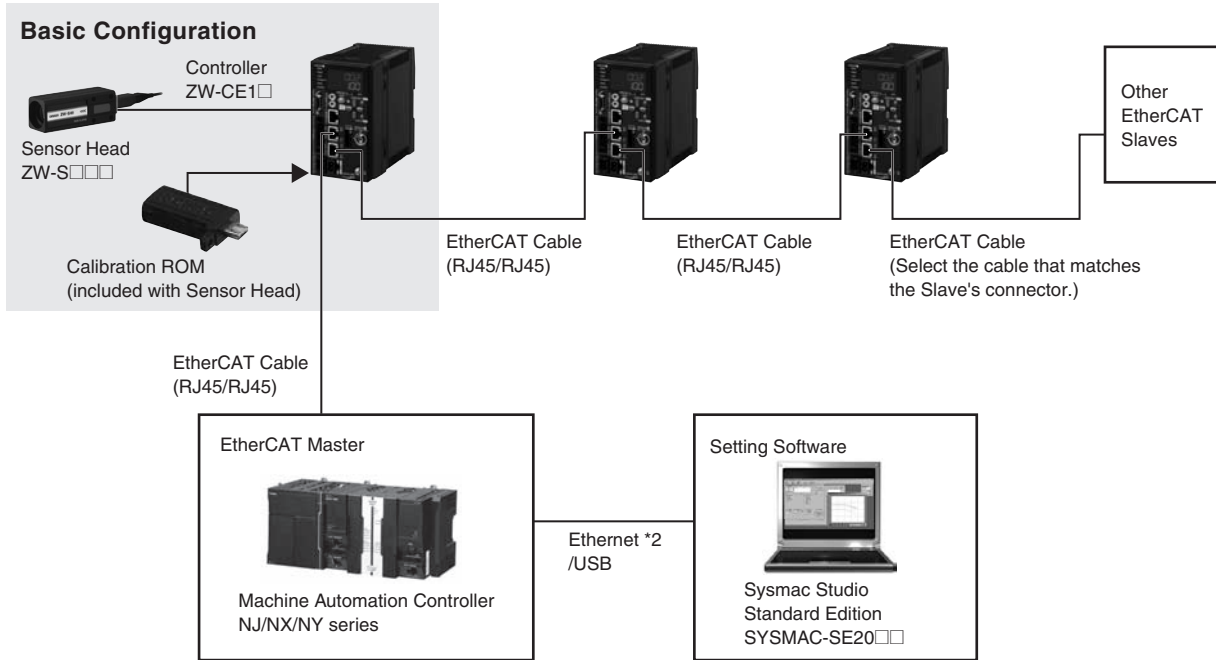 Basic Configuration
Controller
ZW-CE1□
Sensor Head
ZW-S□□□
Calibration ROM
(included with Sensor Head)
EtherCAT Cable
(RJ45/RJ45)
EtherCAT Cable
(RJ45/RJ45)
EtherCAT Cable
(Select the cable that matches
the Slave's connector.)
Other
EtherCAT
Slaves
EtherCAT Cable
(RJ45/RJ45)
EtherCAT Master
Machine Automation Controller
NJ/NX/NY series
Ethernet *2
/USB
Setting Software
Sysmac Studio
Standard Edition
SYSMAC-SE20□□